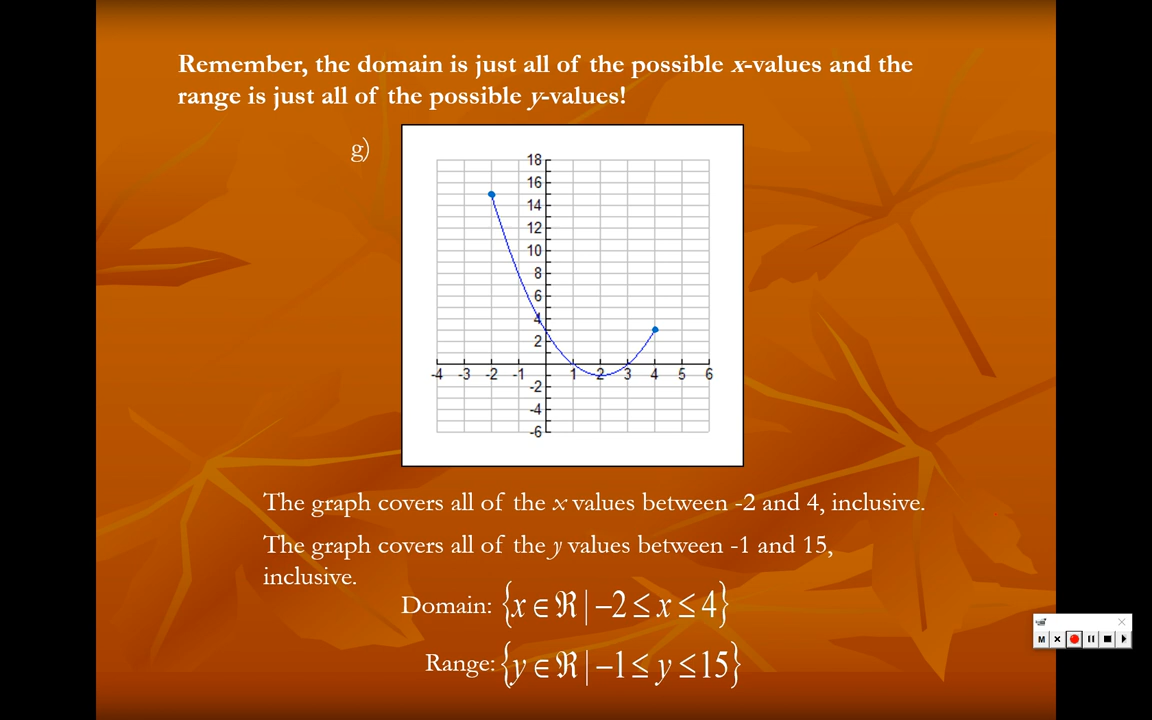 Remember, the domain is just all of the possible x-values and the
range is just all of the possible y-values!
g)
18
16
14
12
10
8
6
4
2
-4 -3 -2 -1 1 2 3 4 5 6
-2
-4
-6
The graph covers all of the x values between -2 and 4, inclusive.
The graph covers all of the y values between -1 and 15,
inclusive.
Domain: {x ∈ ℜ | −2 ≤ x ≤ 4}
Range: {y ∈ ℜ | −1 ≤ y ≤ 15}
M